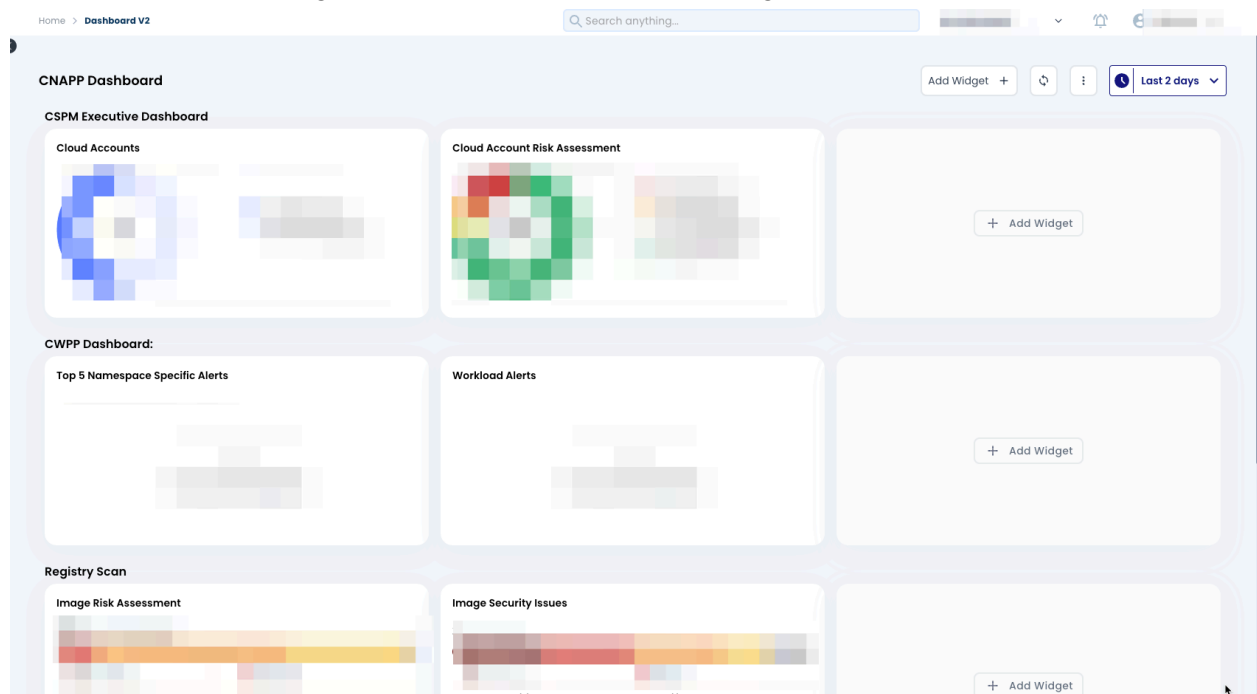 Home > Dashboard V2
Search anything...
CNAPP Dashboard
Add Widget +
Last 2 days
CSPM Executive Dashboard
Cloud Accounts
Cloud Account Risk Assessment
+ Add Widget
CWPP Dashboard:
Top 5 Namespace Specific Alerts
Workload Alerts
+ Add Widget
Registry Scan
Image Risk Assessment
Image Security Issues
+ Add Widget